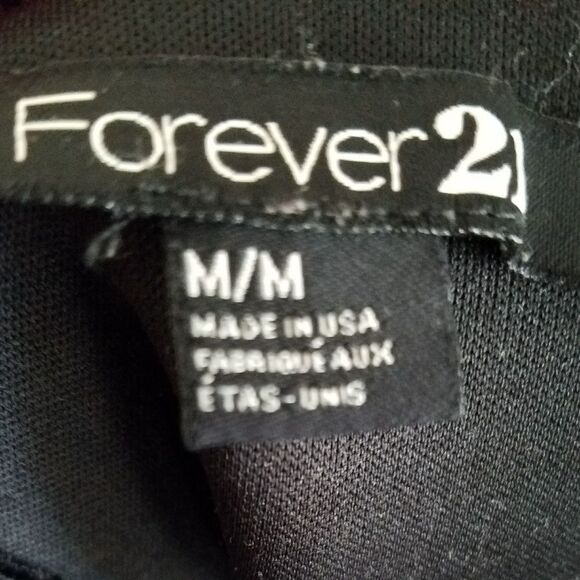 Forever 21
M/M
MADE IN USA
FABRIQUÉ AUX
ÉTAS-UNIS